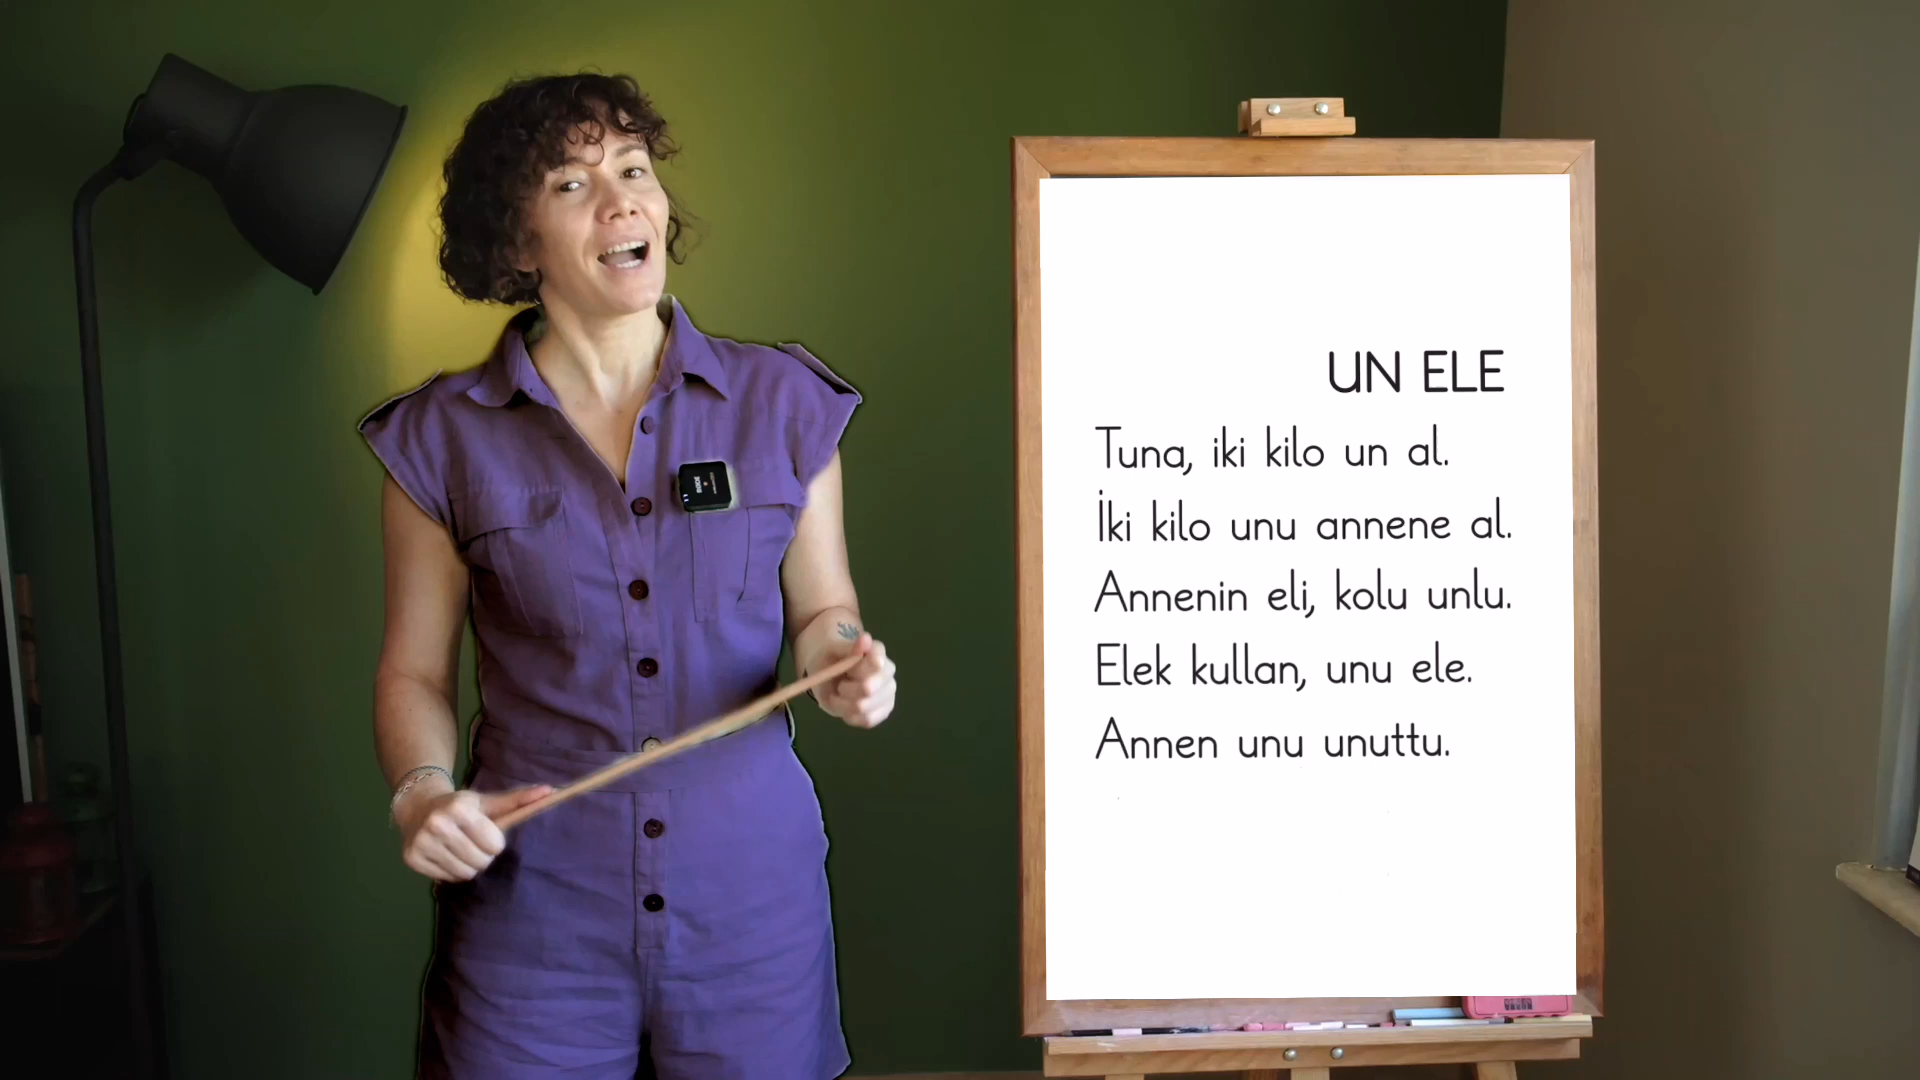 UN ELE
Tuna, iki kilo un al.
İki kilo unu annene al.
Annenin eli, kolu unlu.
Elek kullan, unu ele.
Annen unu unuttu.
RODE